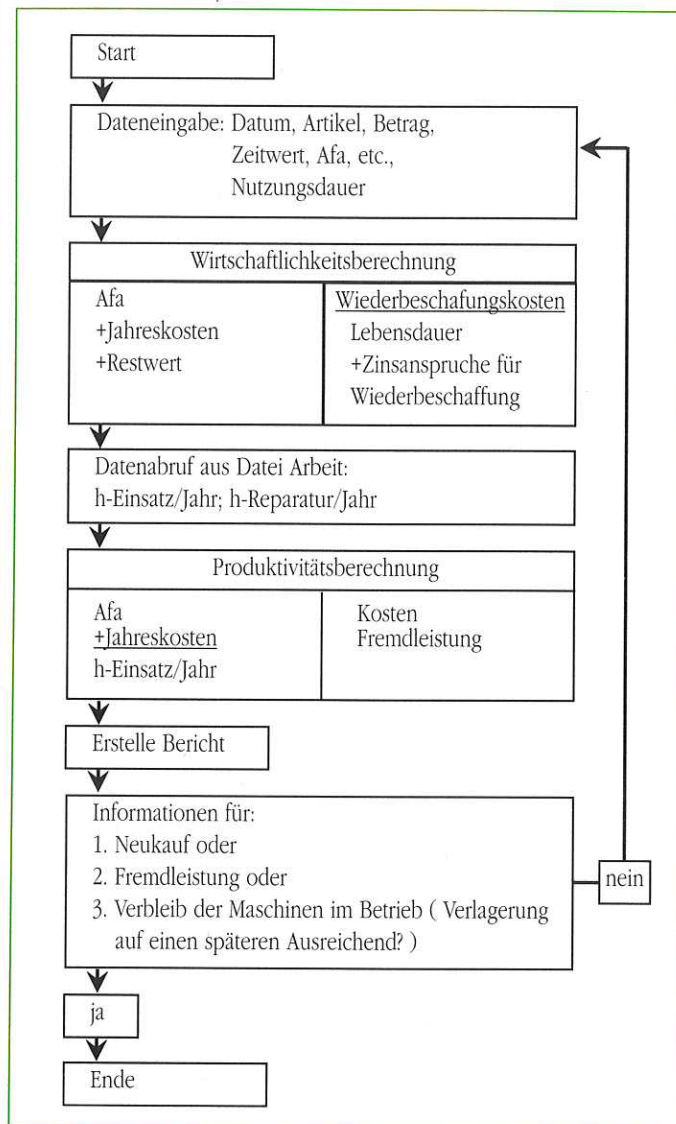 Start
Dateneingabe: Datum, Artikel, Betrag,
Zeitwert, Afa, etc.,
Nutzungsdauer
Wirtschaftlichkeitsberechnung
Afa
+Jahreskosten
+Restwert
Wiederbeschafungskosten
Lebensdauer
+Zinsanspruche für
Wiederbeschaffung
Datenabruf aus Datei Arbeit:
h-Einsatz/Jahr; h-Reparatur/Jahr
Produktivitätsberechnung
Afa
+Jahreskosten
h-Einsatz/Jahr
Kosten
Fremdleistung
Erstelle Bericht
Informationen für:
1. Neukauf oder
2. Fremdleistung oder
3. Verbleib der Maschinen im Betrieb ( Verlagerung
auf einen späteren Ausreichend? )
nein
ja
Ende